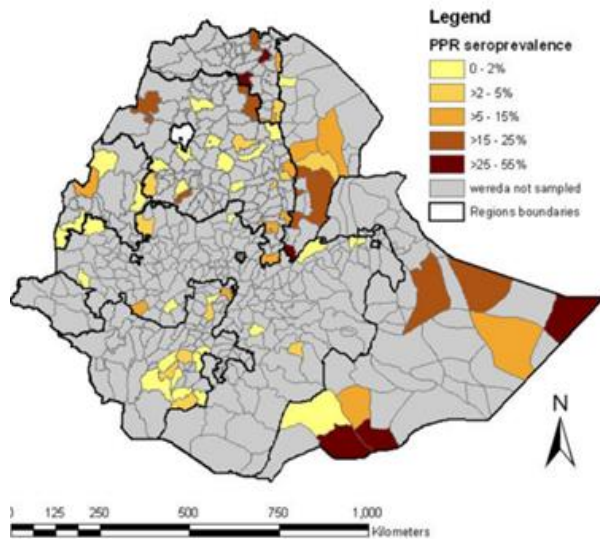 Legend
PPR seroprevalence
0 - 2%
>2 - 5%
>5 - 15%
>15 - 25%
>25 - 55%
wereda not sampled
Regions boundaries
N
0 125 250 500 750 1,000
Kilometers